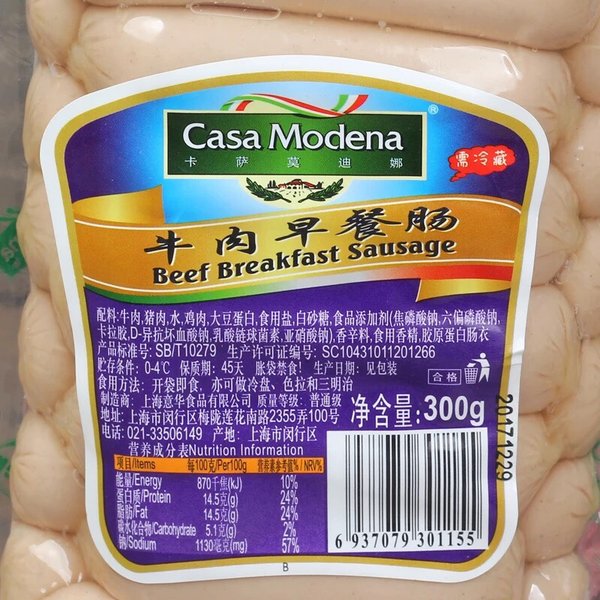 Casa Modena
®
卡萨莫迪娜
需冷藏
牛肉早餐肠
Beef Breakfast Sausage
配料:牛肉,猪肉,水,鸡肉,大豆蛋白,食用盐,白砂糖,食品添加剂(焦磷酸钠,六偏磷酸钠,
卡拉胶,D-异抗坏血酸钠,乳酸链球菌素,亚硝酸钠),香辛料,食用香精,胶原蛋白肠衣
产品标准号: SB/T10279 生产许可证编号: SC10431011201266
贮存条件: 0-4℃ 保质期: 45天 胀袋禁食! 生产日期: 见包装
食用方法: 开袋即食, 亦可做冷盘、色拉和三明治
合格
制造商: 上海意华食品有限公司 质量等级: 普通级
地址: 上海市闵行区梅陇莲花南路2355弄100号
净含量:300g
电话: 021-33506149 产地: 上海市闵行区
营养成分表Nutrition Information
项目/Items 每100克/Per100g 营养素参考值% / NRV%
能量/Energy 870千焦(kJ) 10%
蛋白质/Protein 14.5克(g) 24%
脂肪/Fat 14.5克(g) 24%
碳水化合物/Carbohydrate 5.1克(g) 2%
钠/Sodium 1130毫克(mg) 57%
20171229
6 937079 301155
B